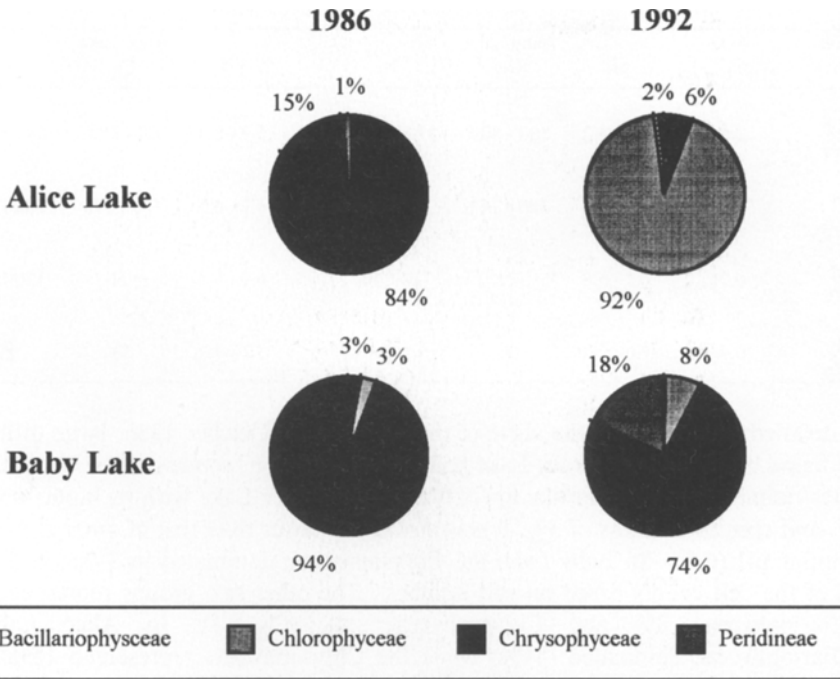 1986 1992
1% 2% 6%
15%
Alice Lake
84% 92%
3% 3% 18% 8%
Baby Lake
94% 74%
Bacillariophysceae Chlorophyceae Chrysophyceae Peridineae